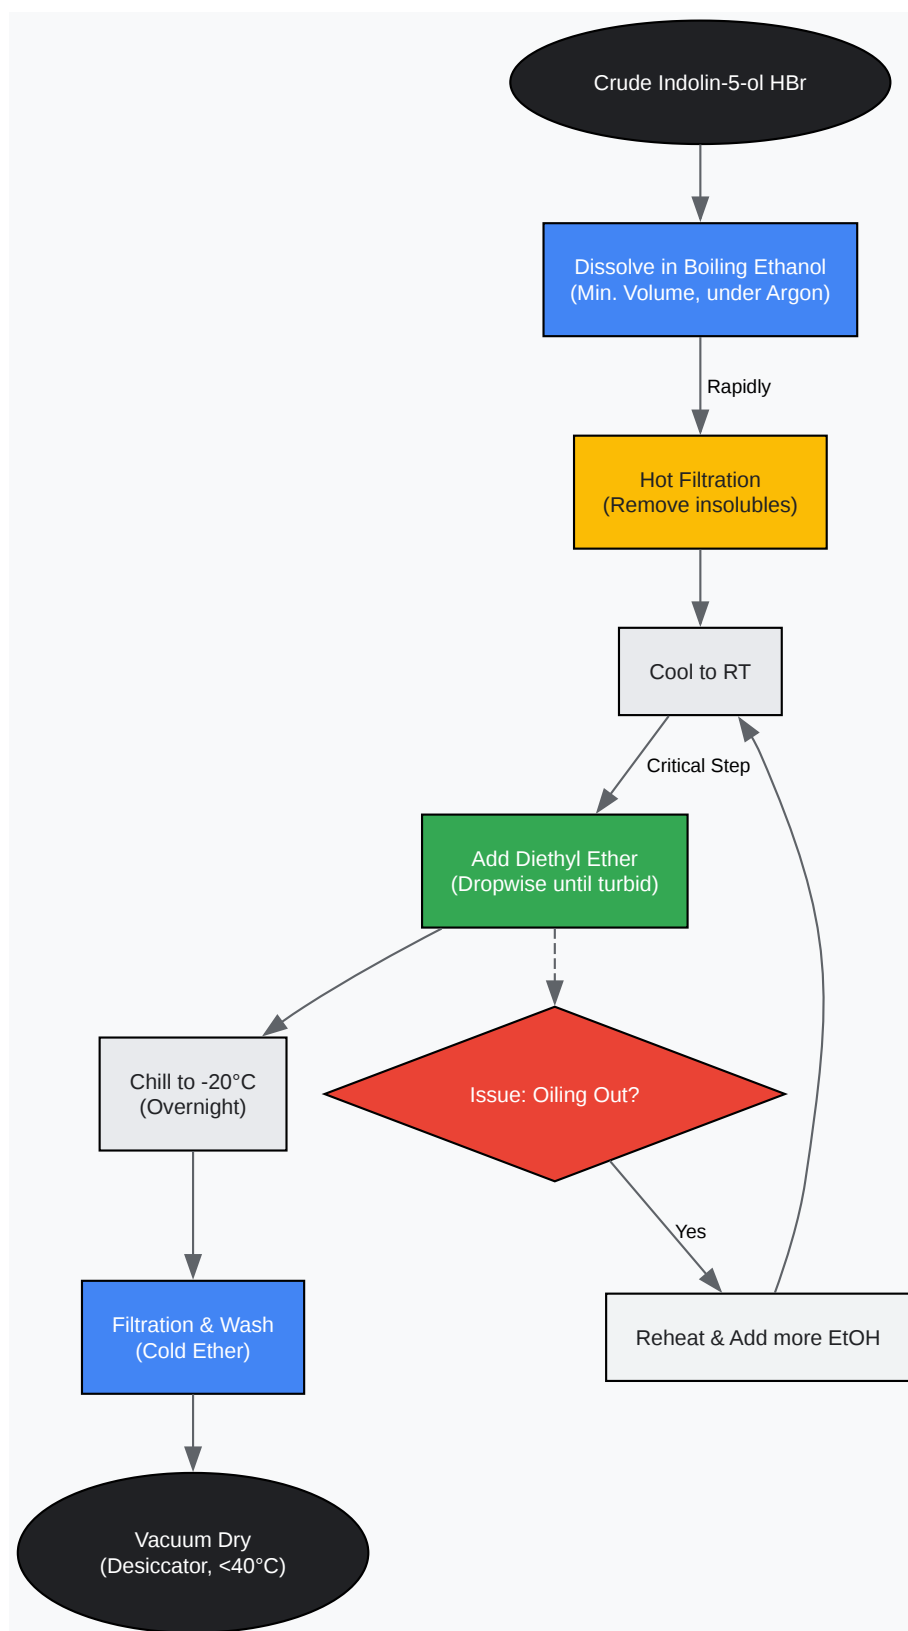 Crude Indolin-5-ol HBr
Dissolve in Boiling Ethanol
(Min. Volume, under Argon)
Rapidly
Hot Filtration
(Remove insolubles)
Cool to RT
Critical Step
Add Diethyl Ether
(Dropwise until turbid)
Chill to -20°C
(Overnight)
Issue: Oiling Out?
Yes
Filtration & Wash
(Cold Ether)
Reheat & Add more EtOH
Vacuum Dry
(Desiccator, <40°C)